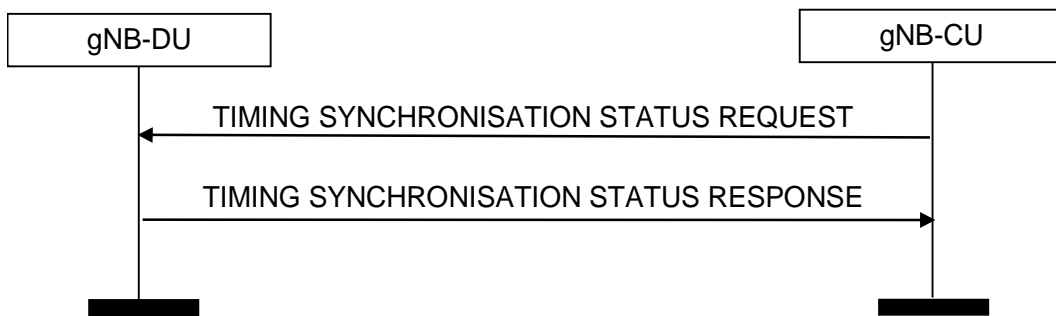 gNB-DU
gNB-CU
TIMING SYNCHRONISATION STATUS REQUEST
TIMING SYNCHRONISATION STATUS RESPONSE